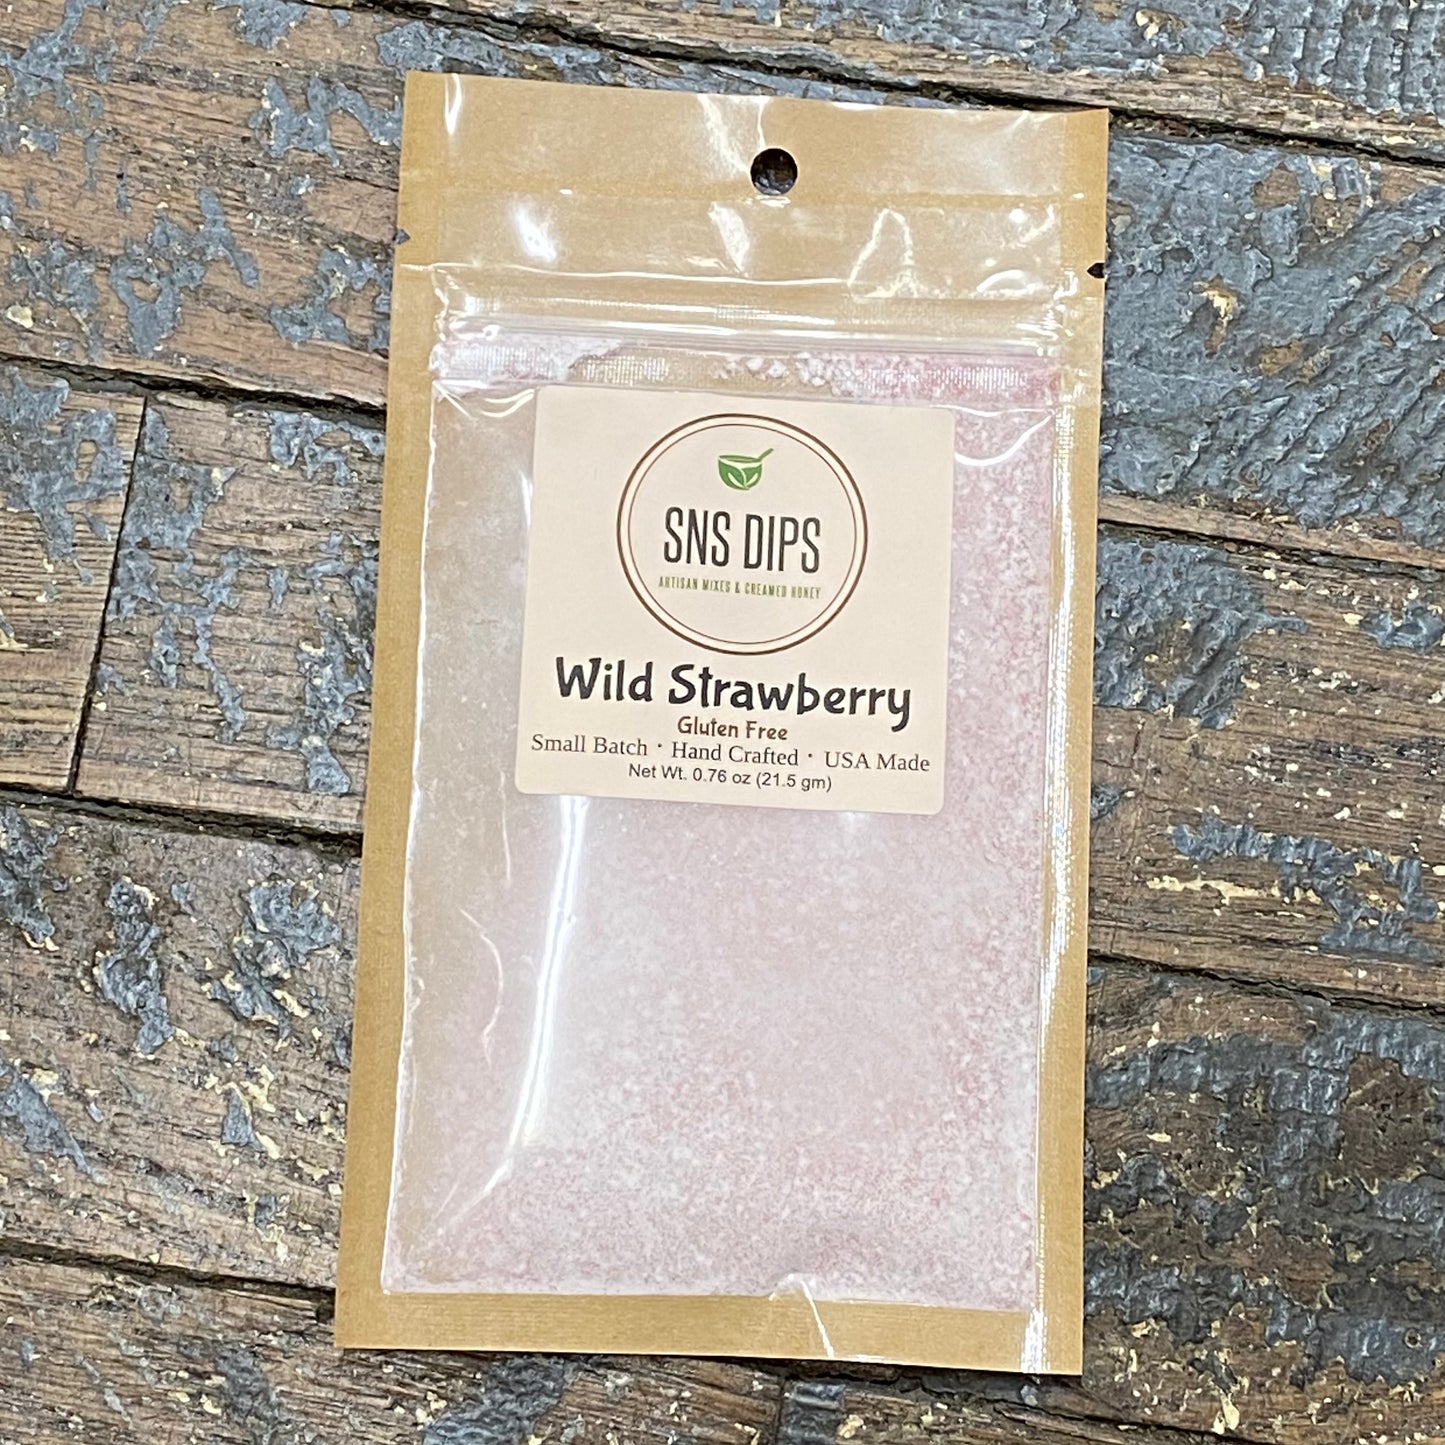 SNS DIPS
ARTISAN MIXES & CREAMED HONEY
Wild Strawberry
Gluten Free
Small Batch · Hand Crafted · USA Made
Net Wt. 0.76 oz (21.5 gm)